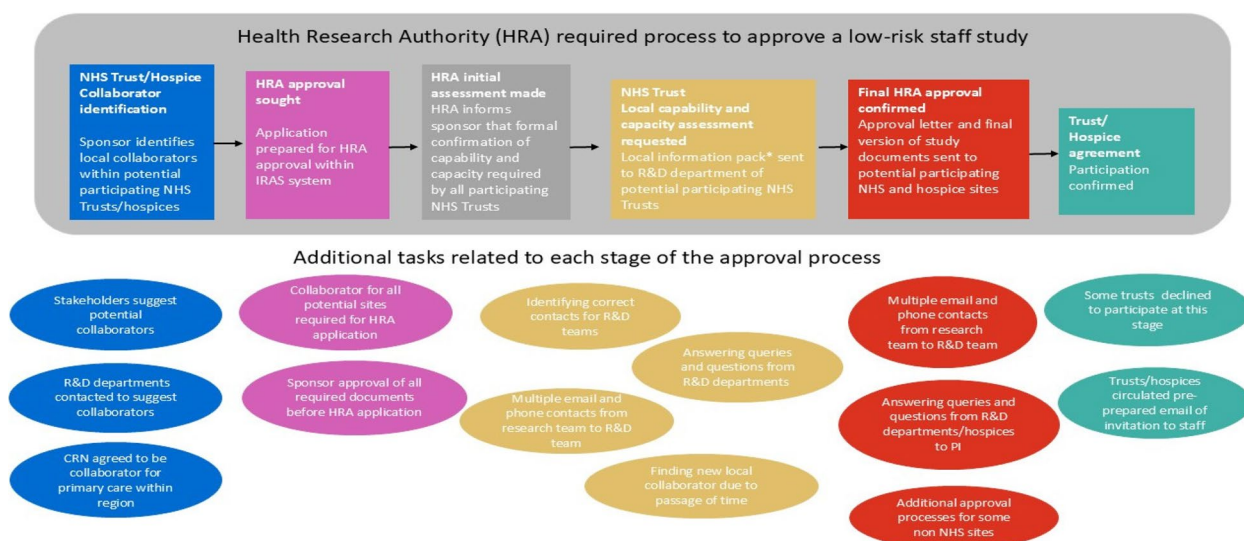 Health Research Authority (HRA) required process to approve a low-risk staff study
NHS Trust/Hospice
Collaborator
identification
Sponsor identifies
local collaborators
within potential
participating NHS
Trusts/hospices
HRA approval
sought
Application
prepared for HRA
approval within
IRAS system
HRA initial
assessment made
HRA informs
sponsor that formal
confirmation of
capability and
capacity required
by all participating
NHS Trusts
NHS Trust
Local capability and
capacity assessment
requested
Local information pack* sent
to R&D department of
potential participating NHS
Trusts
Final HRA approval
confirmed
Approval letter and final
version of study
documents sent to
potential participating
NHS and hospice sites
Trust/
Hospice
agreement
Participation
confirmed
Additional tasks related to each stage of the approval process
Stakeholders suggest
potential
collaborators
R&D departments
contacted to suggest
collaborators
CRN agreed to be
collaborator for
primary care within
region
Collaborator for all
potential sites
required for HRA
application
Sponsor approval of all
required documents
before HRA application
Identifying correct
contacts for R&D
teams
Answering queries
and questions from
R&D departments
Multiple email and
phone contacts from
research team to R&D
team
Finding new local
collaborator due to
passage of time
Multiple email and
phone contacts
from research
team to R&D team
Answering queries and
questions from R&D
departments/hospices
to PI
Additional approval
processes for some
non NHS sites
Some trusts declined
to participate at this
stage
Trusts/hospices
circulated pre-
prepared email of
invitation to staff